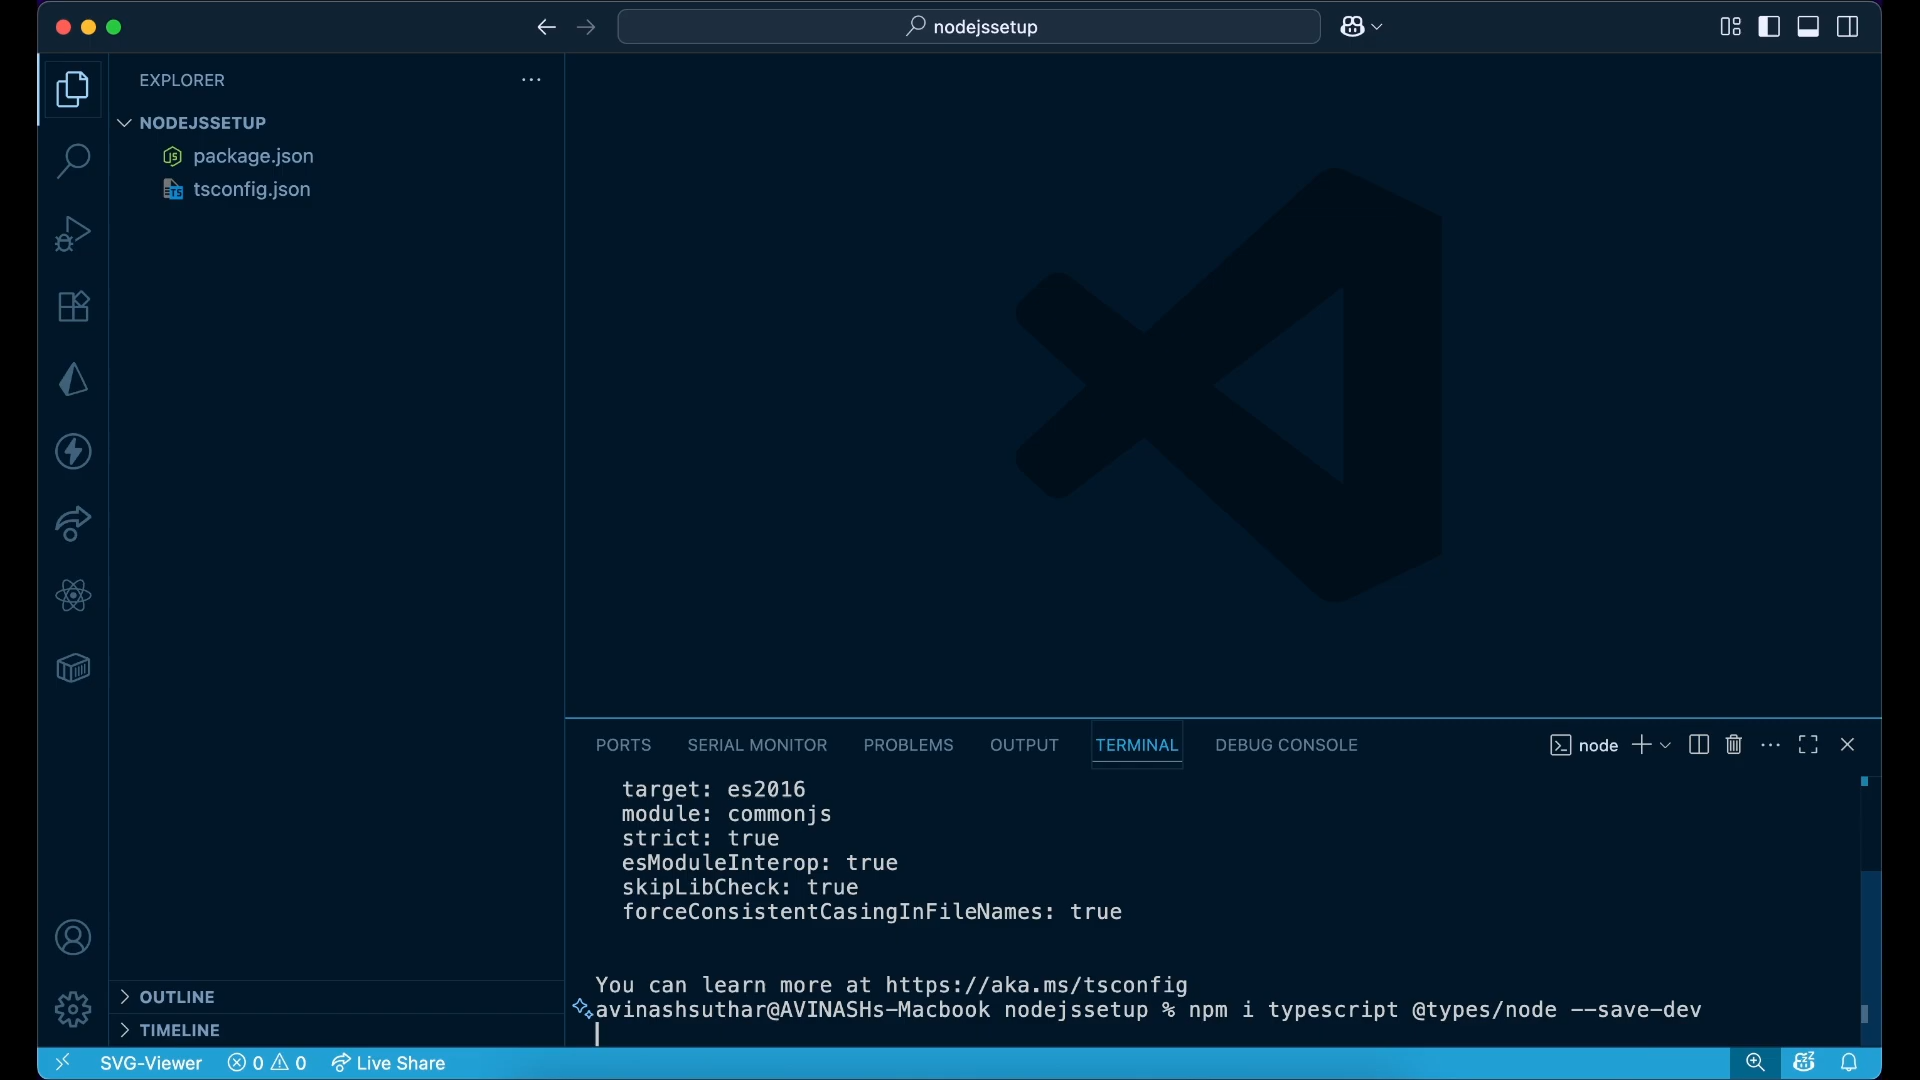 nodejssetup
EXPLORER
NODEJSSETUP
package.json
tsconfig.json
PORTS SERIAL MONITOR PROBLEMS OUTPUT TERMINAL DEBUG CONSOLE node
target: es2016
module: commonjs
strict: true
esModuleInterop: true
skipLibCheck: true
forceConsistentCasingInFileNames: true
You can learn more at https://aka.ms/tsconfig
avinashsuthar@AVINASHs-Macbook nodejssetup % npm i typescript @types/node --save-dev
OUTLINE
TIMELINE
SVG-Viewer 0 0 Live Share